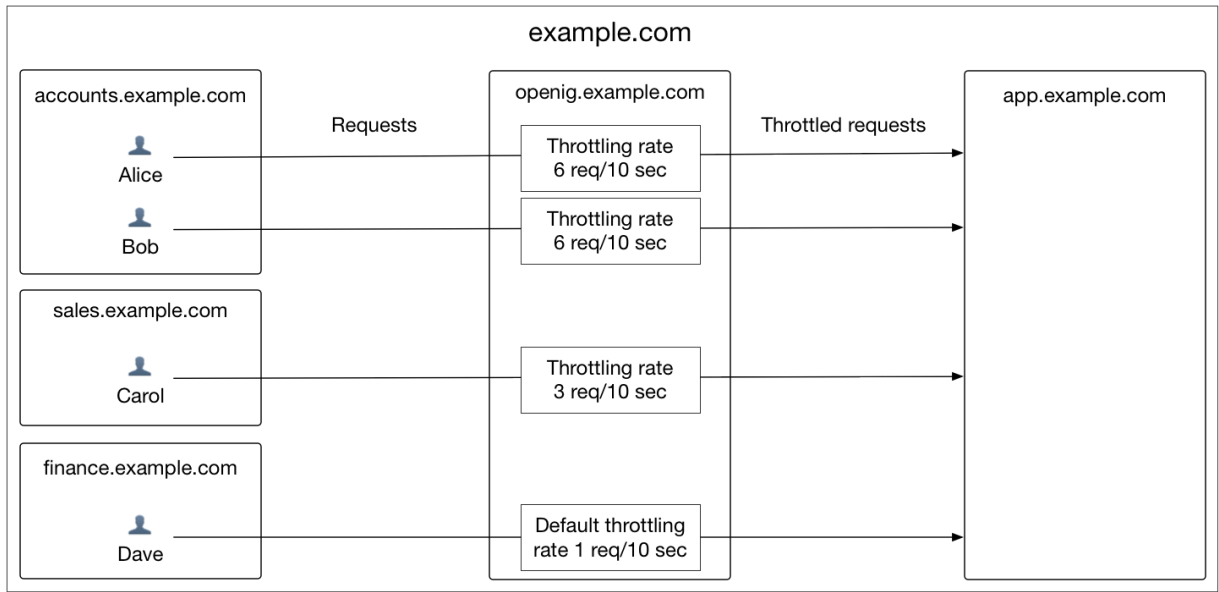 example.com
accounts.example.com
Alice
Bob
sales.example.com
Carol
finance.example.com
Dave
Requests
openig.example.com
Throttling rate
6 req/10 sec
Throttling rate
6 req/10 sec
Throttling rate
3 req/10 sec
Default throttling
rate 1 req/10 sec
Throttled requests
app.example.com